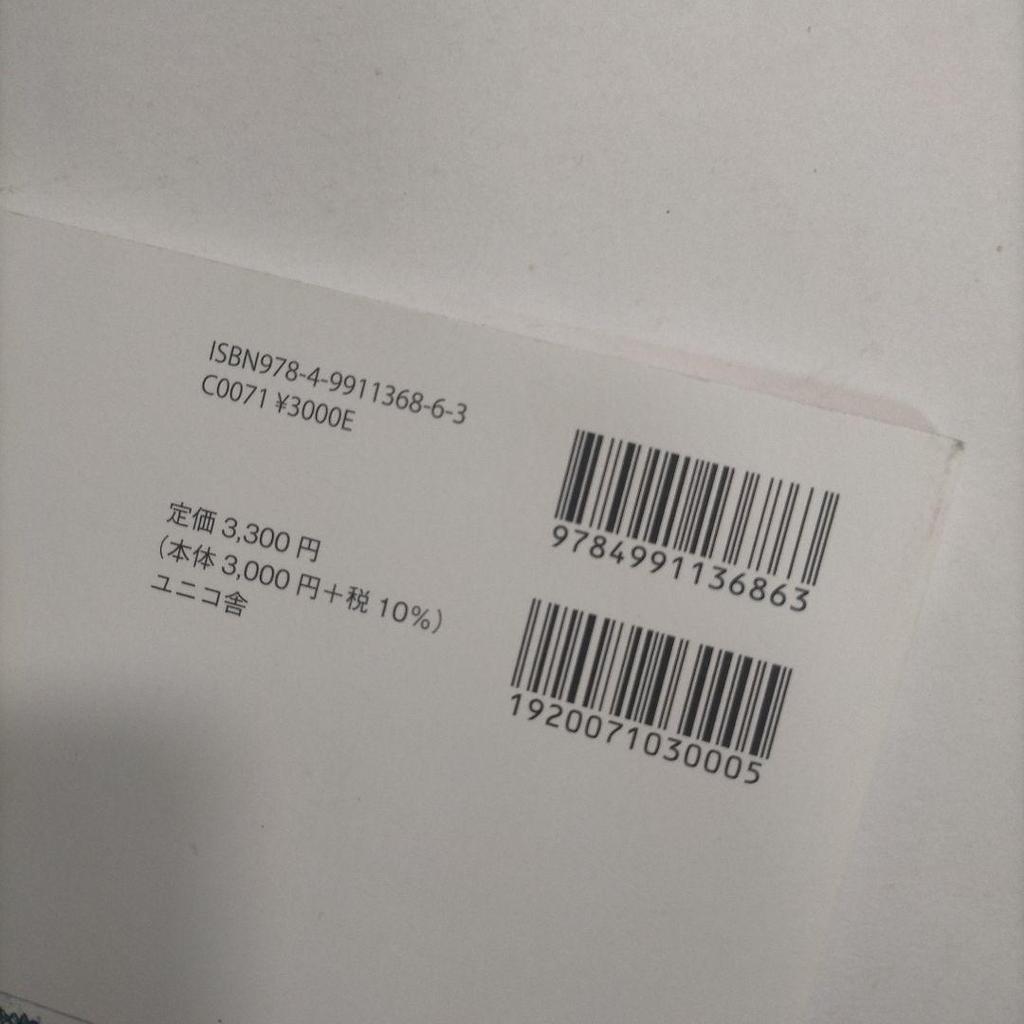 ISBN978-4-9911368-6-3
C0071 ¥3000E
定価 3,300 円
（本体 3,000 円＋税 10%）
ユニコ舎
9784991136863
1920071030005